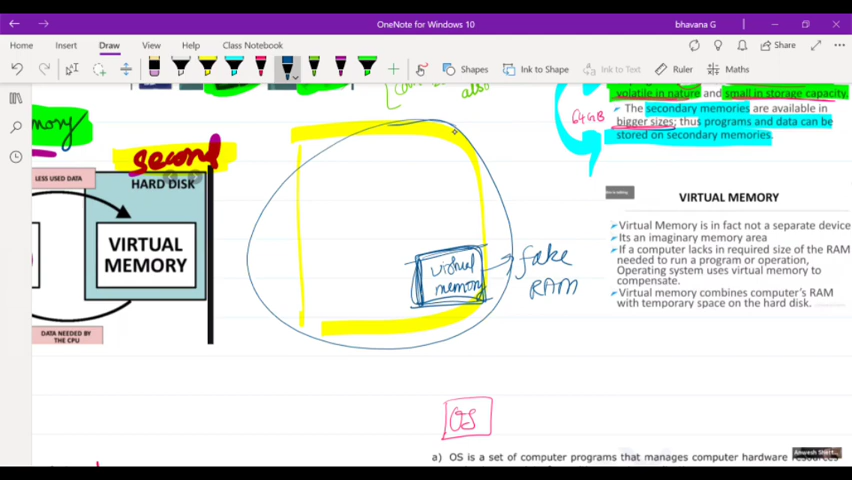 OneNote for Windows 10
bhavana G
Home
Insert
Draw
View
Help
Class Notebook
Share
Shapes
Ink to Shape
Ink to Text
Ruler
Maths
also
volatile in nature and small in storage capacity.
The secondary memories are available in
bigger sizes; thus programs and data can be
stored on secondary memories.
64GB
second
LESS USED DATA
HARD DISK
VIRTUAL
MEMORY
DATA NEEDED BY
THE CPU
virtual
memory
fake
RAM
VIRTUAL MEMORY
Virtual Memory is in fact not a separate device
Its an imaginary memory area
If a computer lacks in required size of the RAM
needed to run a program or operation,
Operating system uses virtual memory to
compensate.
Virtual memory combines computer's RAM
with temporary space on the hard disk.
OS
a) OS is a set of computer programs that manages computer hardware